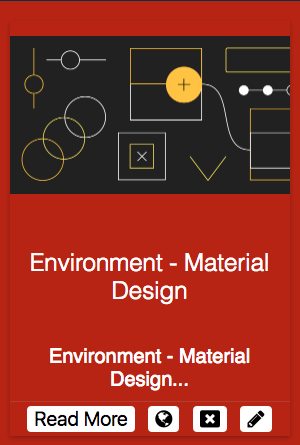 Environment - Material
Design
Environment - Material
Design...
Read More